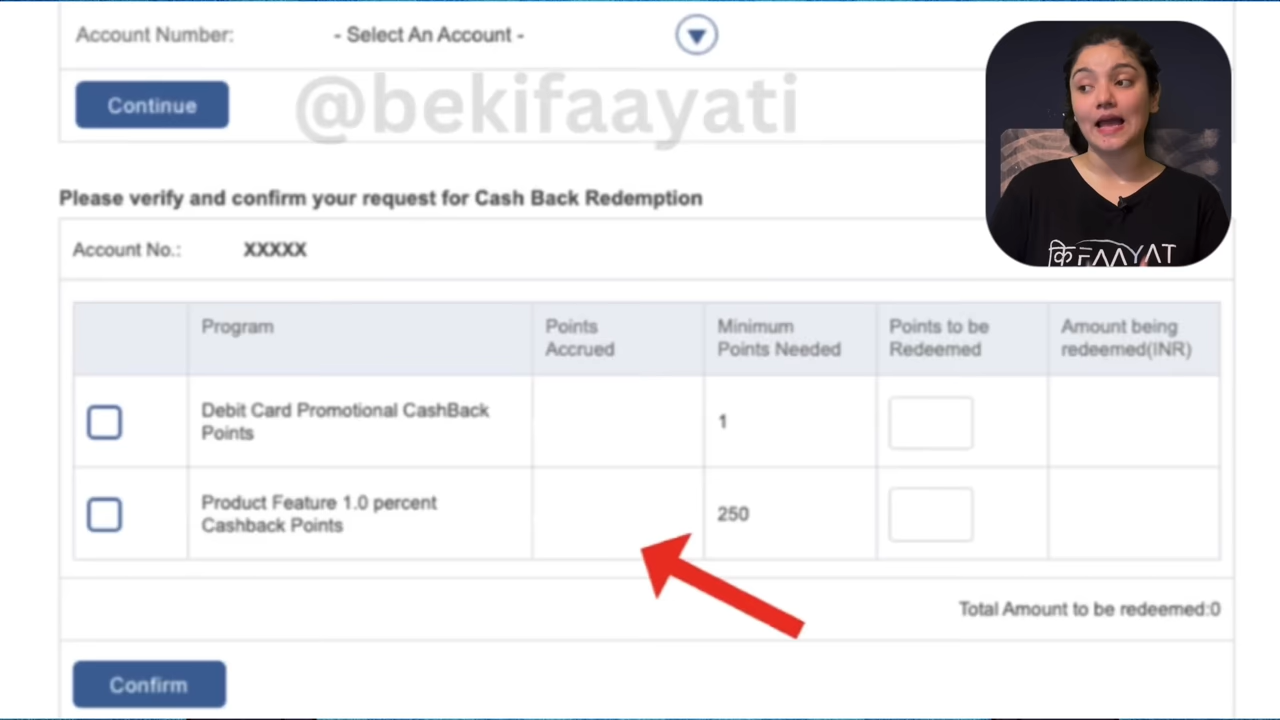 Account Number:
- Select An Account -
Continue
@bekifaayati
Please verify and confirm your request for Cash Back Redemption
Account No.:
XXXXX
Program
Points
Accrued
Minimum
Points Needed
Points to be
Redeemed
Amount being
redeemed(INR)
Debit Card Promotional CashBack
Points
1
Product Feature 1.0 percent
Cashback Points
250
Total Amount to be redeemed:0
Confirm
किFAAYAT